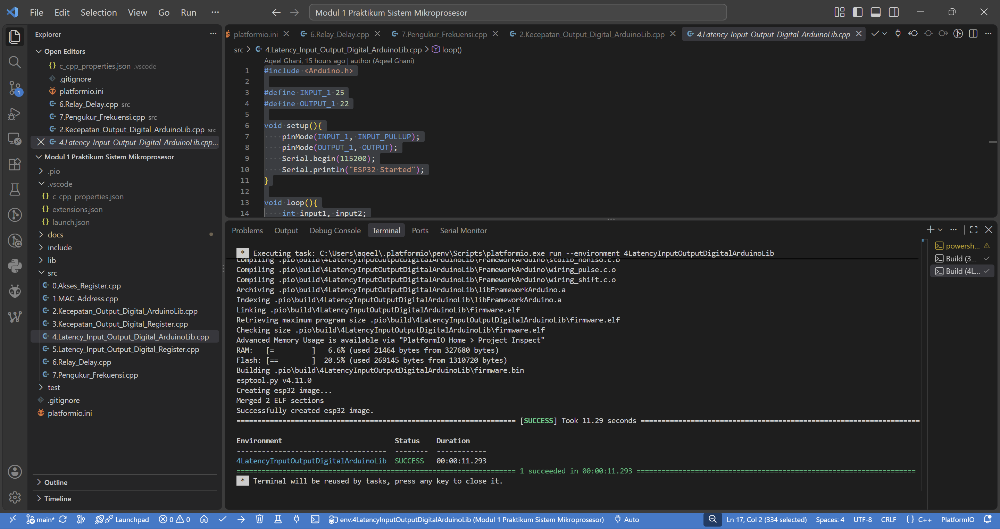 File Edit Selection View Go Run ··· Modul 1 Praktikum Sistem Mikroprosesor
Explorer
Open Editors
c_cpp_properties.json .vscode
.gitignore
platformio.ini
6.Relay_Delay.cpp src
7.Pengukur_Frekuensi.cpp src
2.Kecepatan_Output_Digital_ArduinoLib.cpp src
4.Latency_Input_Output_Digital_ArduinoLib.cpp...
Modul 1 Praktikum Sistem Mikroprosesor
.pio
.vscode
c_cpp_properties.json
extensions.json
launch.json
docs
include
lib
src
0.Akses_Register.cpp
1.MAC_Address.cpp
2.Kecepatan_Output_Digital_ArduinoLib.cpp
3.Kecepatan_Output_Digital_Register.cpp
4.Latency_Input_Output_Digital_ArduinoLib.cpp
5.Latency_Input_Output_Digital_Register.cpp
6.Relay_Delay.cpp
7.Pengukur_Frekuensi.cpp
test
.gitignore
platformio.ini
Outline
Timeline
platformio.ini 6.Relay_Delay.cpp 7.Pengukur_Frekuensi.cpp 2.Kecepatan_Output_Digital_ArduinoLib.cpp 4.Latency_Input_Output_Digital_ArduinoLib.cpp
src > 4.Latency_Input_Output_Digital_ArduinoLib.cpp > loop()
Aqeel Ghani, 15 hours ago | author (Aqeel Ghani)
1 #include <Arduino.h>
2
3 #define INPUT_1 25
4 #define OUTPUT_1 22
5
6 void setup(){
7 pinMode(INPUT_1, INPUT_PULLUP);
8 pinMode(OUTPUT_1, OUTPUT);
9 Serial.begin(115200);
10 Serial.println("ESP32 Started");
11 }
12
13 void loop(){
14 int input1, input2;
Problems Output Debug Console Terminal Ports Serial Monitor
* Executing task: C:\Users\aqeel\.platformio\penv\Scripts\platformio.exe run --environment 4LatencyInputOutputDigitalArduinoLib
Compiling .pio\build\4LatencyInputOutputDigitalArduinoLib\FrameworkArduino\stdlib_noniso.c.o
Compiling .pio\build\4LatencyInputOutputDigitalArduinoLib\FrameworkArduino\wiring_pulse.c.o
Compiling .pio\build\4LatencyInputOutputDigitalArduinoLib\FrameworkArduino\wiring_shift.c.o
Archiving .pio\build\4LatencyInputOutputDigitalArduinoLib\libFrameworkArduino.a
Indexing .pio\build\4LatencyInputOutputDigitalArduinoLib\libFrameworkArduino.a
Linking .pio\build\4LatencyInputOutputDigitalArduinoLib\firmware.elf
Retrieving maximum program size .pio\build\4LatencyInputOutputDigitalArduinoLib\firmware.elf
Checking size .pio\build\4LatencyInputOutputDigitalArduinoLib\firmware.elf
Advanced Memory Usage is available via "PlatformIO Home > Project Inspect"
RAM: [= ] 6.6% (used 21464 bytes from 327680 bytes)
Flash: [== ] 20.5% (used 269145 bytes from 1310720 bytes)
Building .pio\build\4LatencyInputOutputDigitalArduinoLib\firmware.bin
esptool.py v4.11.0
Creating esp32 image...
Merged 2 ELF sections
Successfully created esp32 image.
=================================================================== [SUCCESS] Took 11.29 seconds ===================================================================
Environment Status Duration
------------------------------------ -------- ------------
4LatencyInputOutputDigitalArduinoLib SUCCESS 00:00:11.293
=================================================================== 1 succeeded in 00:00:11.293 ===================================================================
* Terminal will be reused by tasks, press any key to close it.
powersh...
Build (3...
Build (4L...
main* Launchpad 0 0 env:4LatencyInputOutputDigitalArduinoLib (Modul 1 Praktikum Sistem Mikroprosesor) Auto Ln 17, Col 2 (334 selected) Spaces: 4 UTF-8 CRLF {} C++ PlatformIO